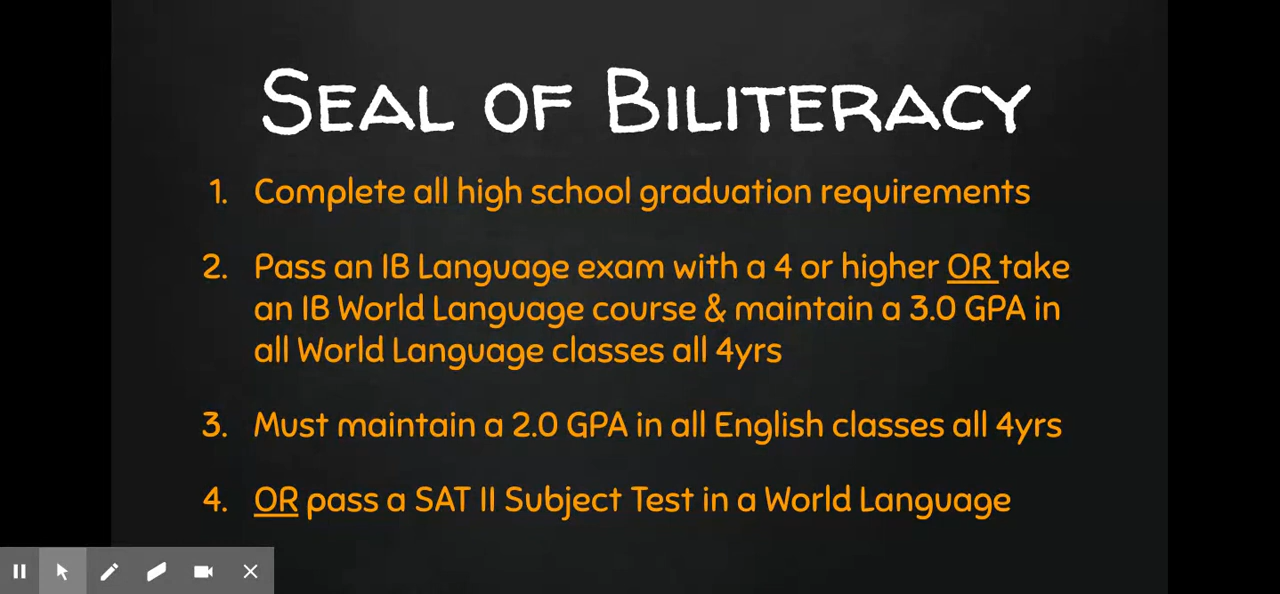 SEAL OF BILITERACY
1. Complete all high school graduation requirements
2. Pass an IB Language exam with a 4 or higher OR take
an IB World Language course & maintain a 3.0 GPA in
all World Language classes all 4yrs
3. Must maintain a 2.0 GPA in all English classes all 4yrs
4. OR pass a SAT II Subject Test in a World Language